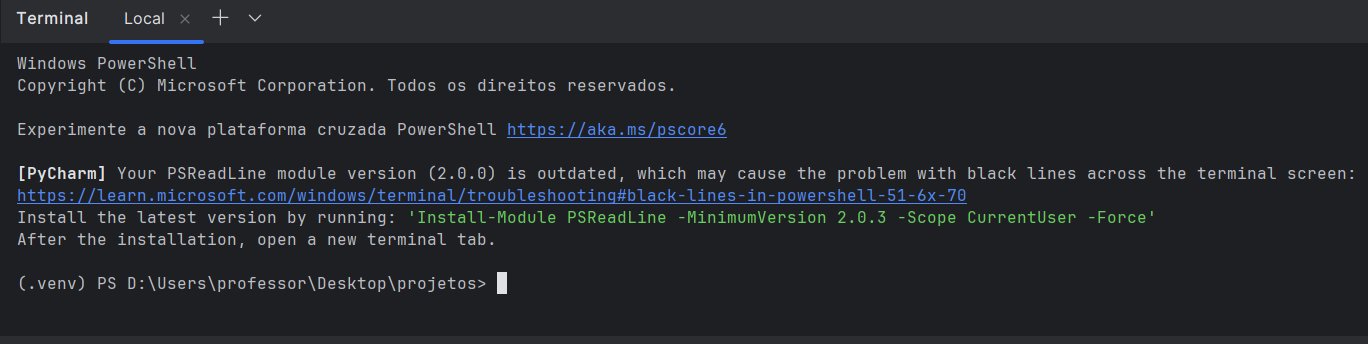 Terminal Local
Windows PowerShell
Copyright (C) Microsoft Corporation. Todos os direitos reservados.
Experimente a nova plataforma cruzada PowerShell https://aka.ms/pscore6
[PyCharm] Your PSReadLine module version (2.0.0) is outdated, which may cause the problem with black lines across the terminal screen:
https://learn.microsoft.com/windows/terminal/troubleshooting#black-lines-in-powershell-51-6x-70
Install the latest version by running: 'Install-Module PSReadLine -MinimumVersion 2.0.3 -Scope CurrentUser -Force'
After the installation, open a new terminal tab.
(.venv) PS D:\Users\professor\Desktop\projetos>